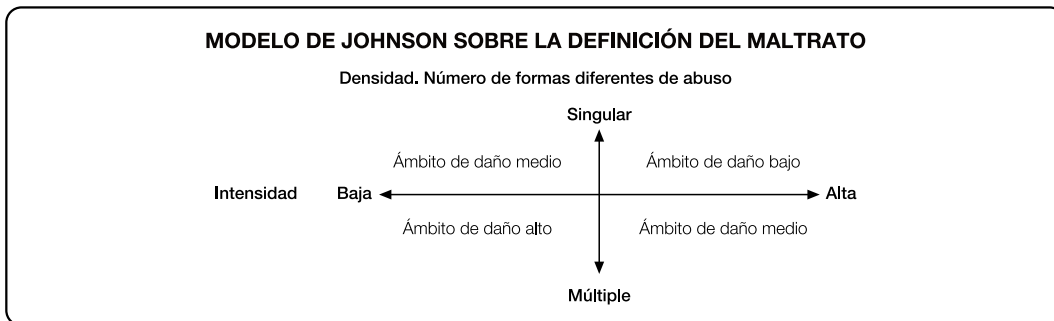 MODELO DE JOHNSON SOBRE LA DEFINICIÓN DEL MALTRATO
Densidad. Número de formas diferentes de abuso
Singular
Ámbito de daño medio Ámbito de daño bajo
Intensidad Baja Alta
Ámbito de daño alto Ámbito de daño medio
Múltiple